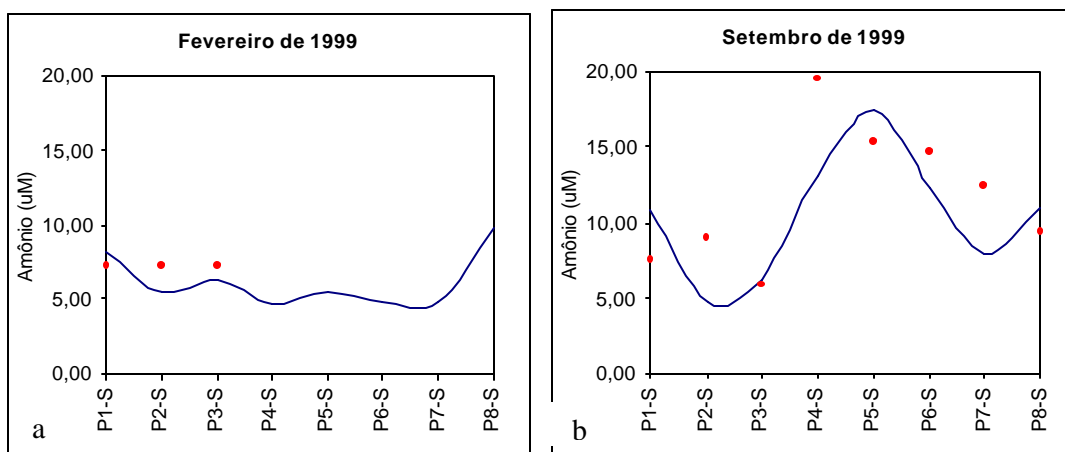 Fevereiro de 1999
Amônio (uM)
20,00
15,00
10,00
5,00
0,00
P1-S
P2-S
P3-S
P4-S
P5-S
P6-S
P7-S
P8-S
a
Setembro de 1999
Amônio (uM)
20,00
15,00
10,00
5,00
0,00
P1-S
P2-S
P3-S
P4-S
P5-S
P6-S
P7-S
P8-S
b